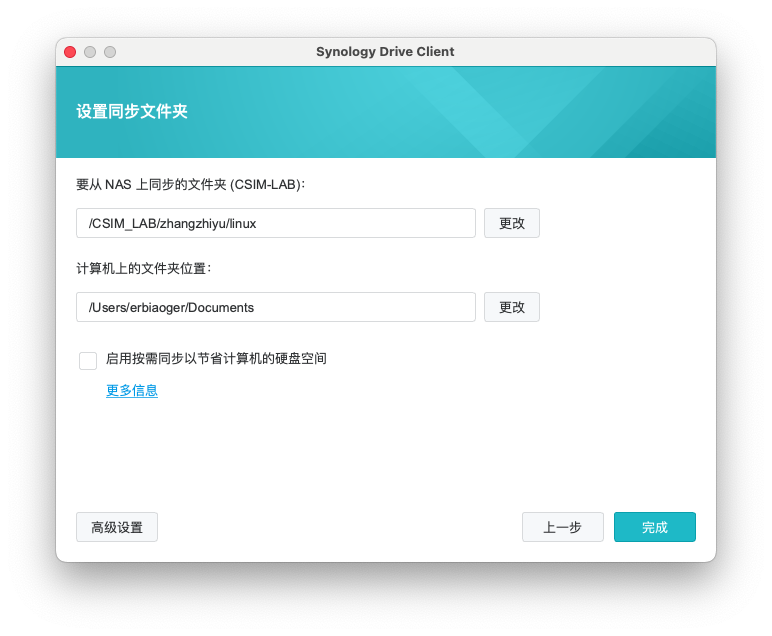 Synology Drive Client
设置同步文件夹
要从 NAS 上同步的文件夹 (CSIM-LAB)：
/CSIM_LAB/zhangzhiyu/linux
更改
计算机上的文件夹位置：
/Users/erbiaoger/Documents
更改
启用按需同步以节省计算机的硬盘空间
更多信息
高级设置
上一步
完成